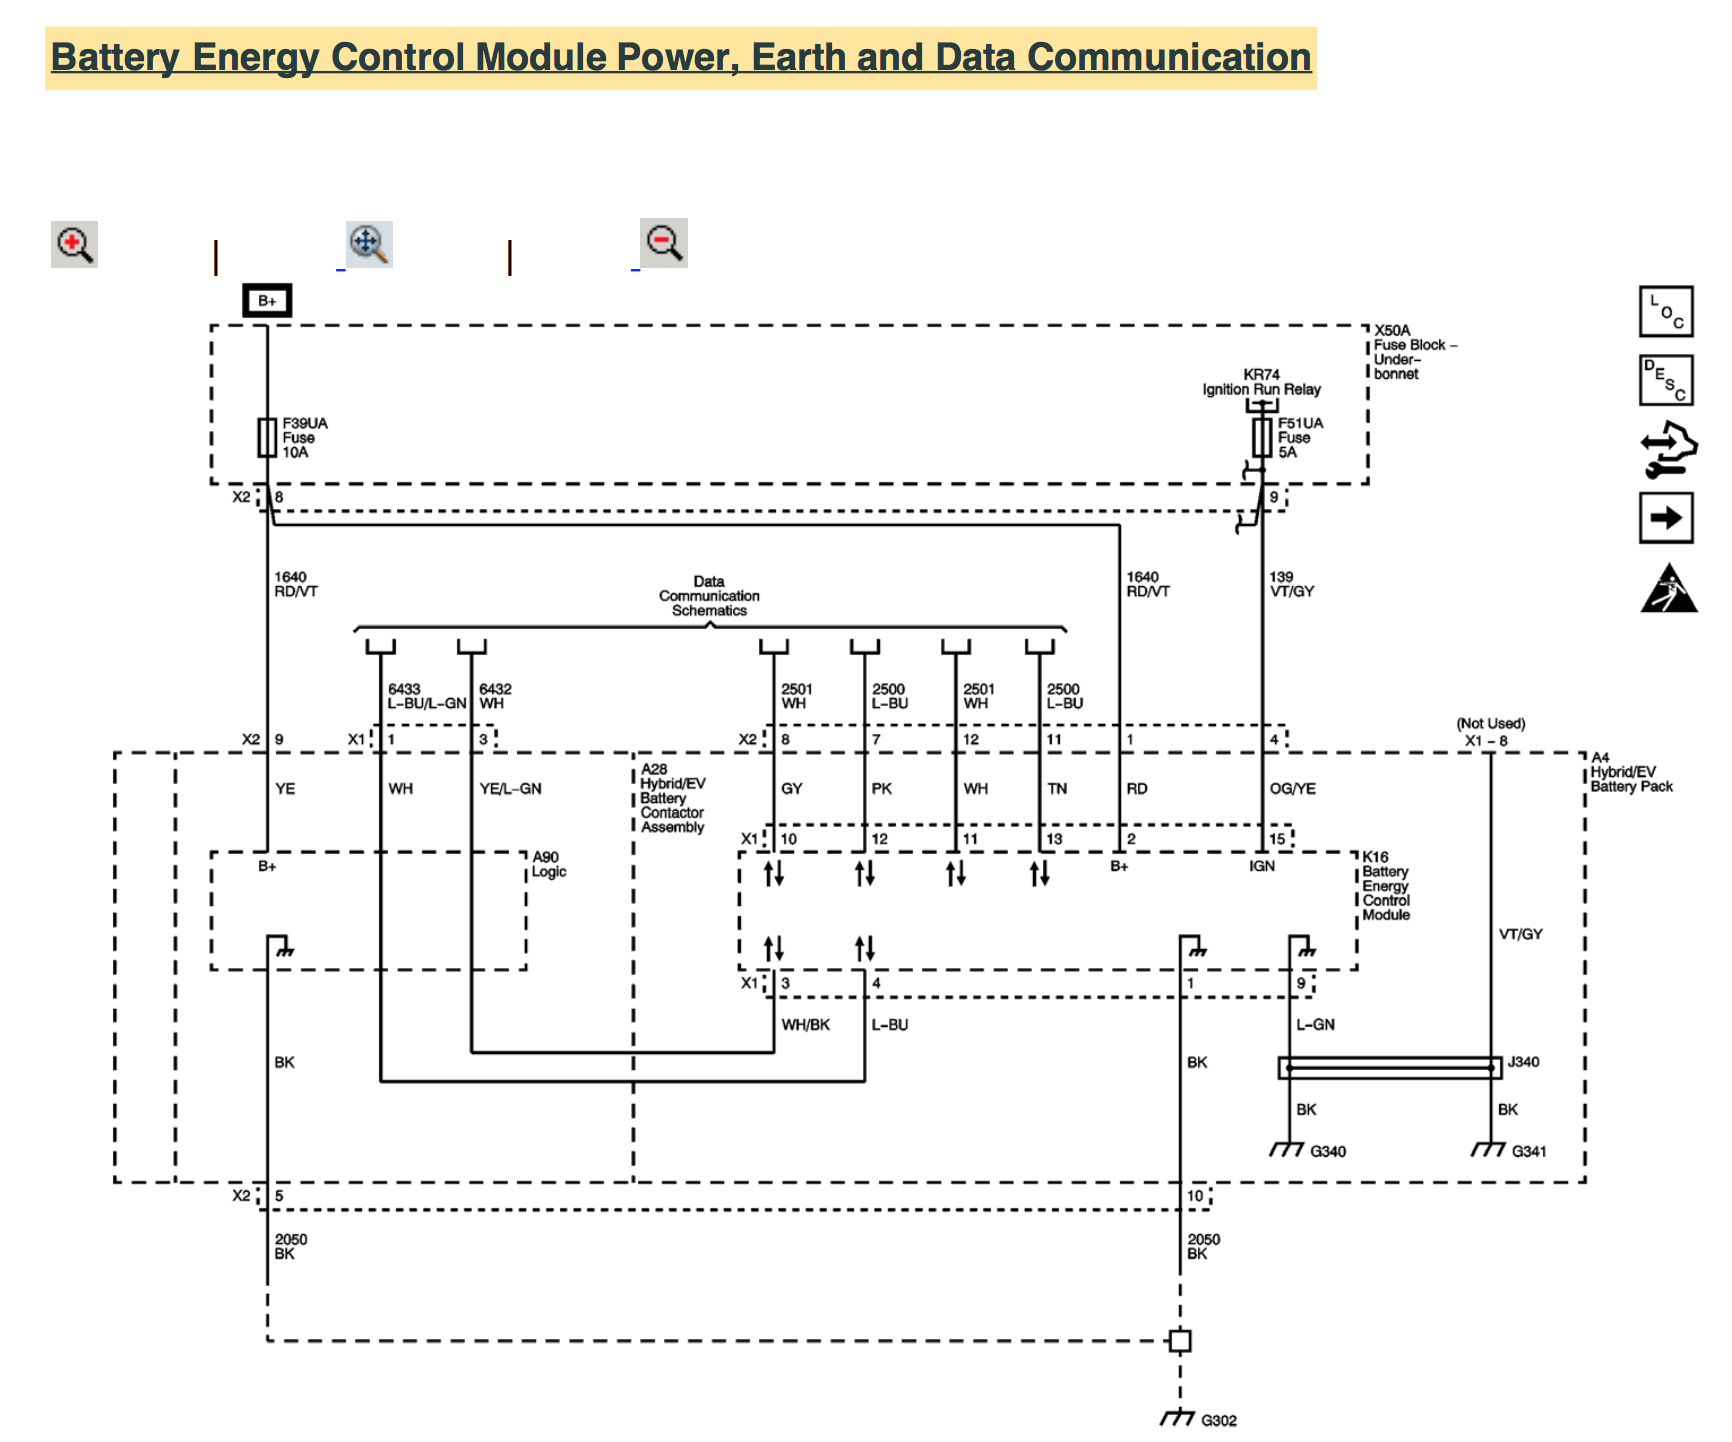 Battery Energy Control Module Power, Earth and Data Communication
B+
L
O
C
X50A
Fuse Block –
Under–
bonnet
D
E
S
C
KR74
Ignition Run Relay
F39UA
Fuse
10A
F51UA
Fuse
5A
X2 8
9
1640
RD/VT
Data
Communication
Schematics
1640
RD/VT
139
VT/GY
6433
L–BU/L–GN
6432
WH
2501
WH
2500
L–BU
2501
WH
2500
L–BU
(Not Used)
X1 – 8
X2 9
X1 1
3
X2 8
7
12
11
1
4
A4
Hybrid/EV
Battery Pack
YE
WH
YE/L–GN
A28
Hybrid/EV
Battery
Contactor
Assembly
GY
PK
WH
TN
RD
OG/YE
X1 10
12
11
13
2
15
B+
A90
Logic
B+
IGN
K16
Battery
Energy
Control
Module
VT/GY
X1 3
4
1
9
WH/BK
L–BU
L–GN
BK
BK
J340
BK
BK
G340
G341
X2 5
10
2050
BK
2050
BK
G302